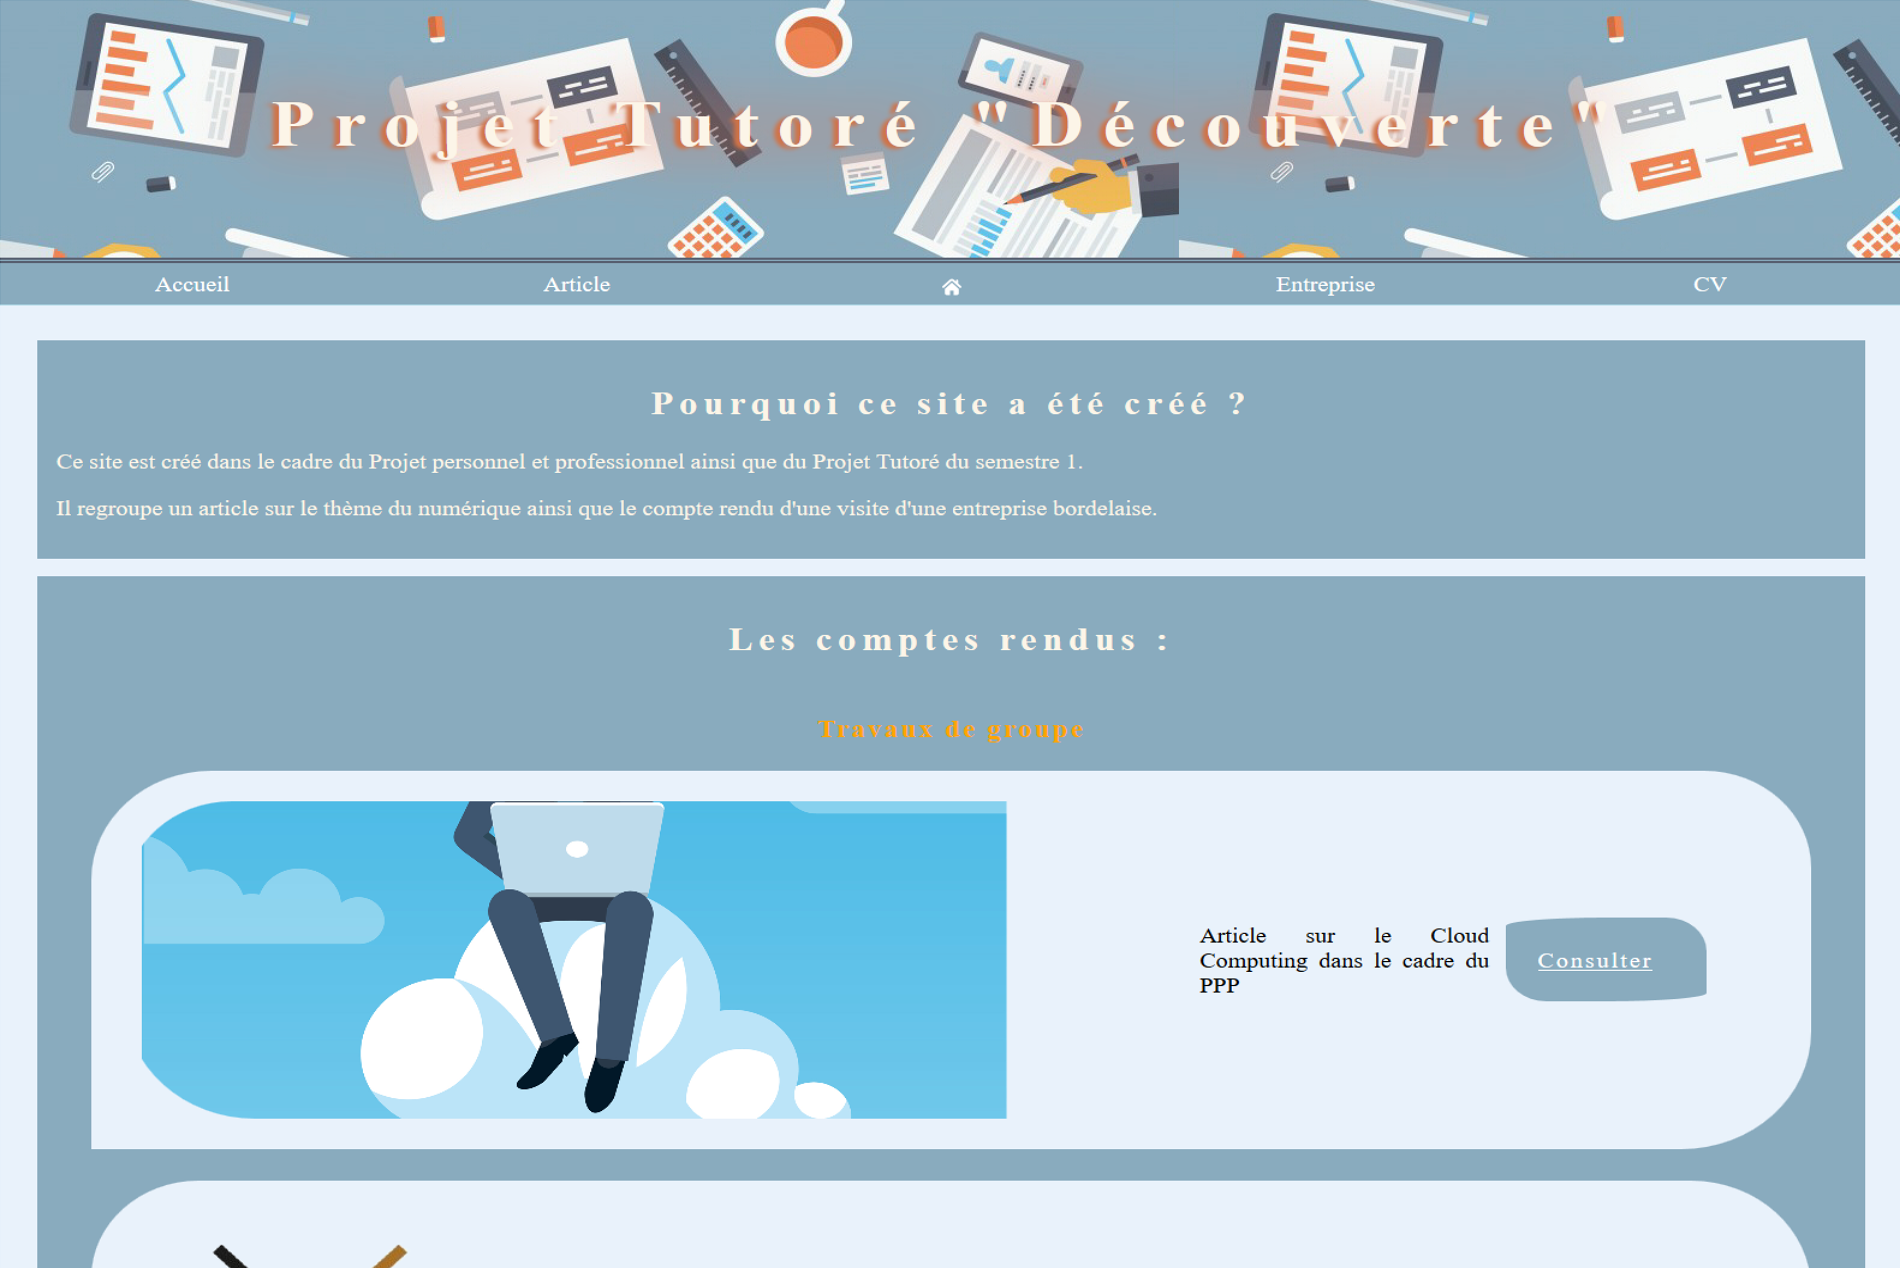 Projet Tutoré "Découverte"
Accueil
Article
Entreprise
CV
Pourquoi ce site a été créé ?
Ce site est créé dans le cadre du Projet personnel et professionnel ainsi que du Projet Tutoré du semestre 1.
Il regroupe un article sur le thème du numérique ainsi que le compte rendu d'une visite d'une entreprise bordelaise.
Les comptes rendus :
Travaux de groupe
Article sur le Cloud
Computing dans le cadre du
PPP
Consulter